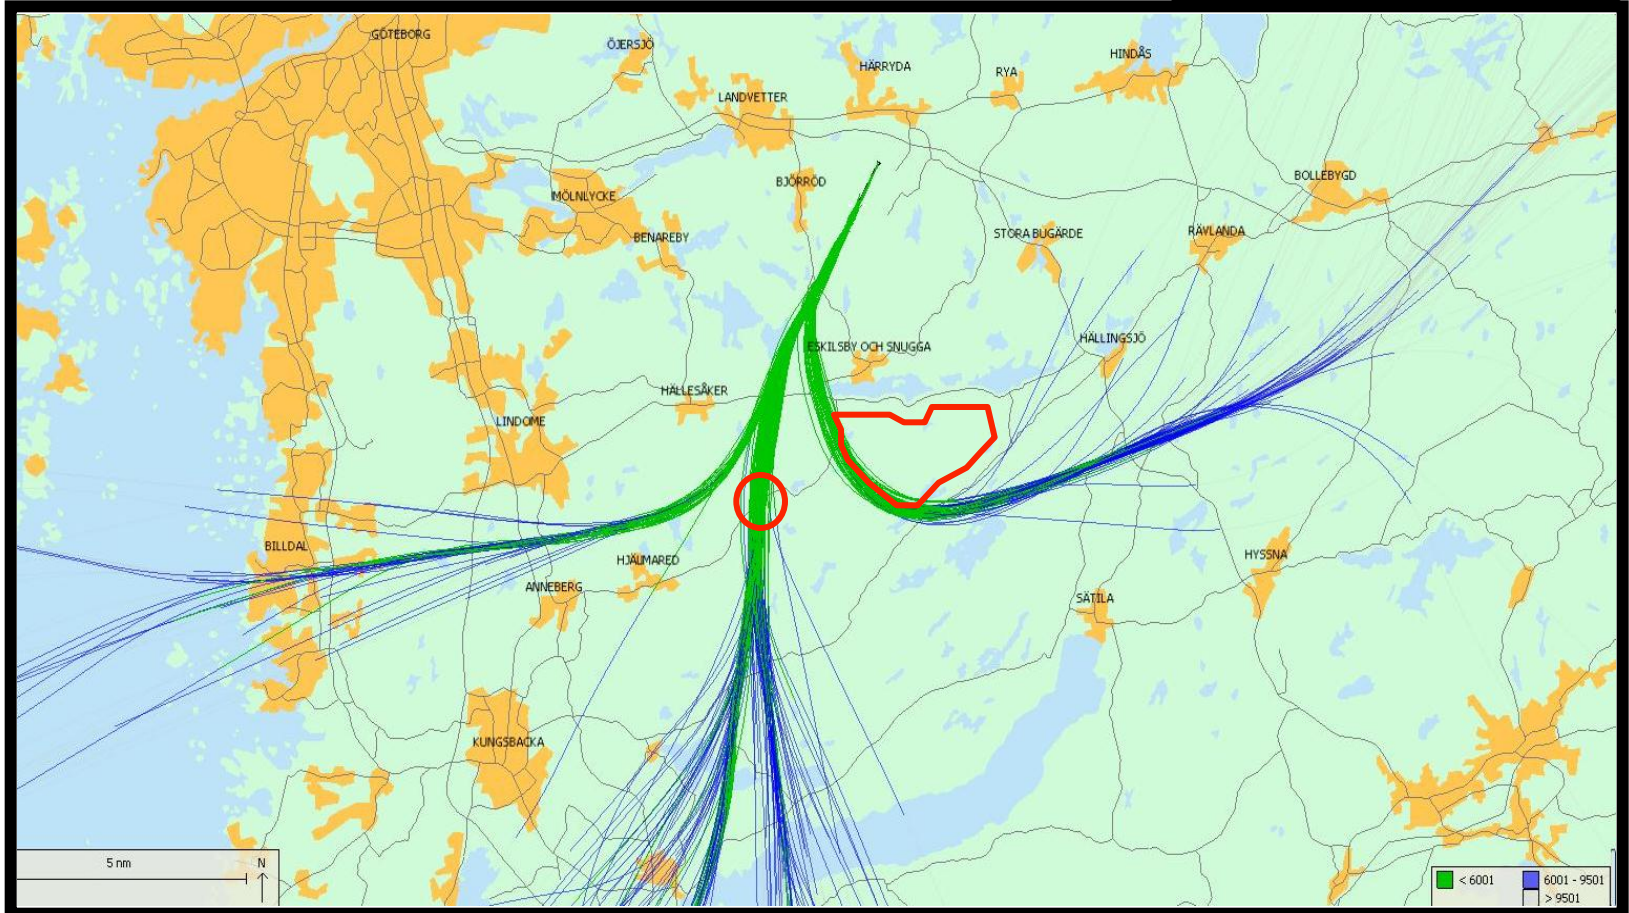 GÖTEBORG
ÖJERSJÖ
HÄRRYDA
HINDÅS
RYA
LANDVETTER
BOLLEBYGD
BJÖRRÖD
MÖLNLYCKE
BENAREBY
STORA BUGÄRDE
RÄVLANDA
HÄLLINGSJÖ
ESKILSBY OCH SNUGGA
HÄLLESÅKER
LINDOME
BILLDAL
HYSSNA
HJÄLMARED
ANNEBERG
SÄTILA
KUNGSBACKA
5 nm
N
< 6001
6001 - 9501
> 9501